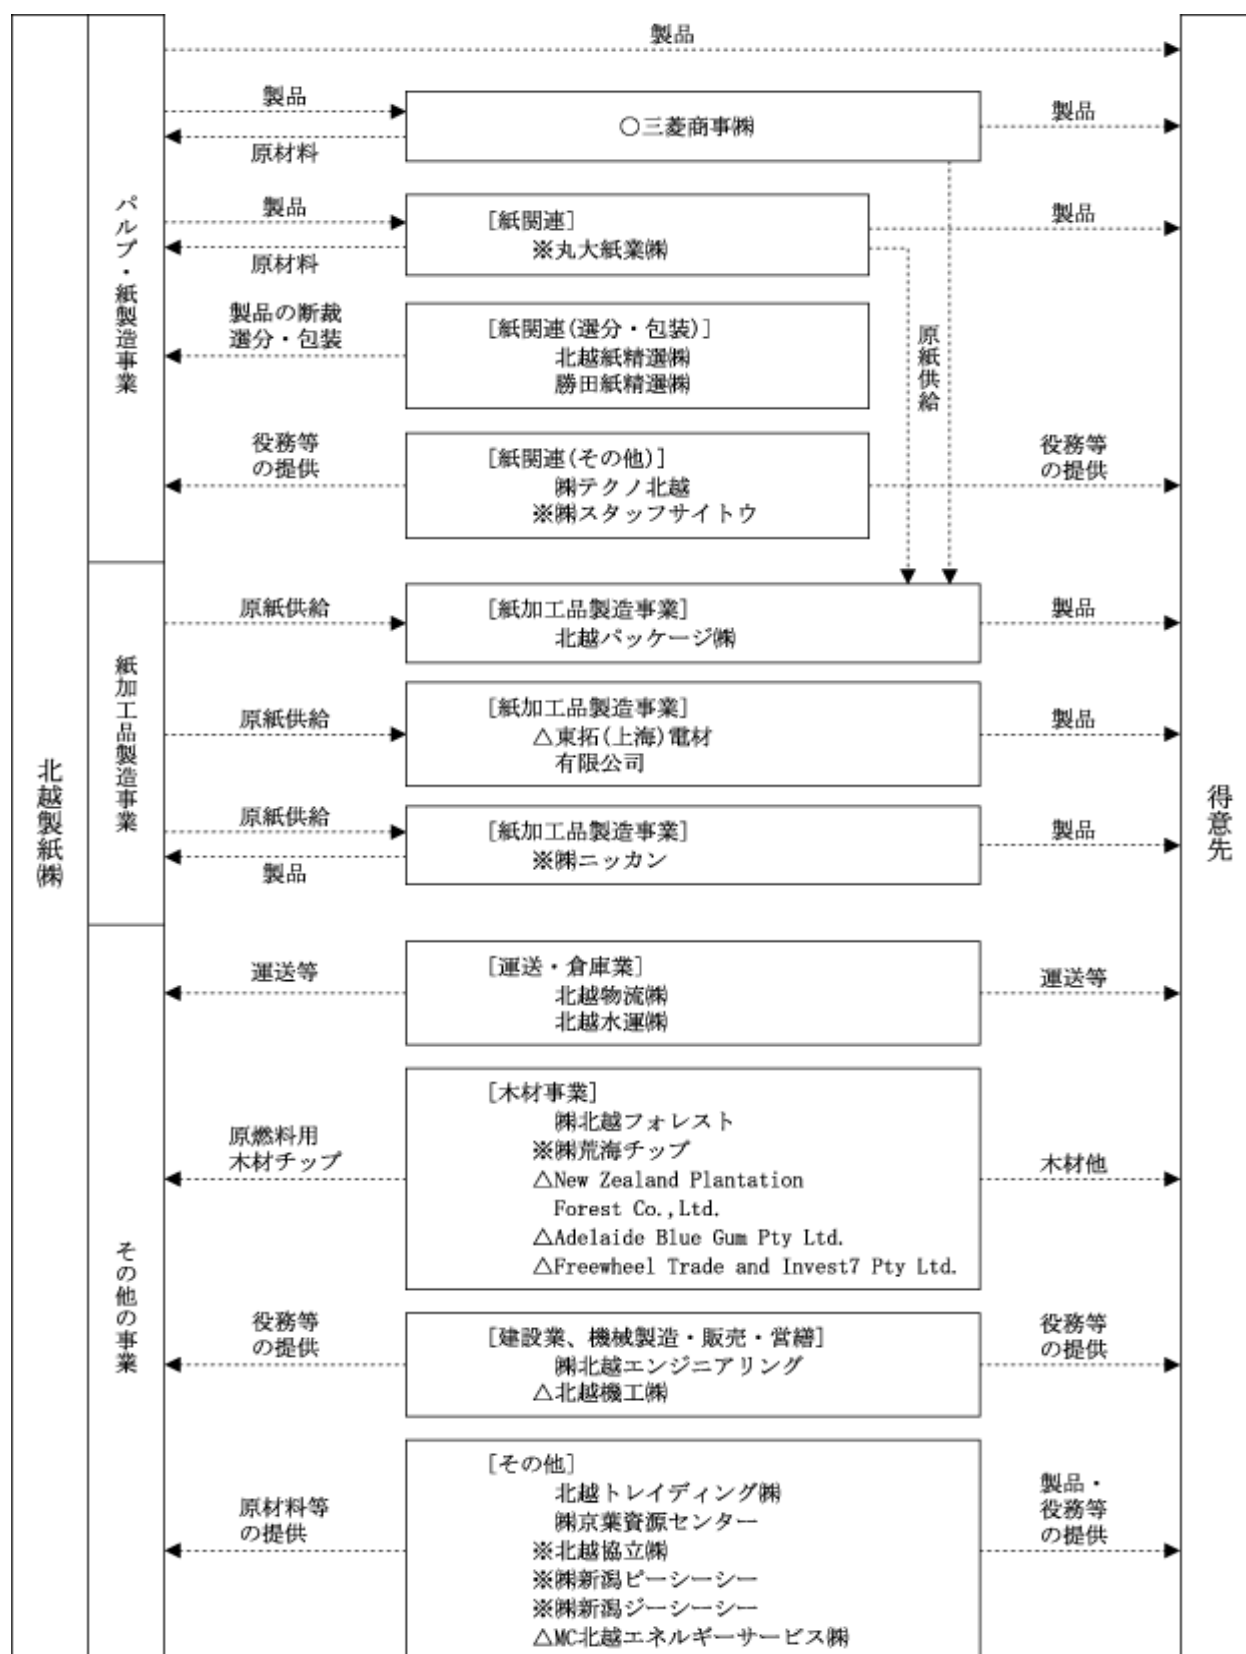 北越製紙㈱
パルプ・紙製造事業
製品
製品
原材料
○三菱商事㈱
製品
製品
原材料
[紙関連]
※丸大紙業㈱
製品
製品の断裁
選分・包装
[紙関連(選分・包装)]
北越紙精選㈱
勝田紙精選㈱
原紙供給
役務等
の提供
[紙関連(その他)]
㈱テクノ北越
※㈱スタッフサイトウ
役務等
の提供
紙加工品製造事業
原紙供給
[紙加工品製造事業]
北越パッケージ㈱
製品
原紙供給
[紙加工品製造事業]
△東拓(上海)電材
有限公司
製品
原紙供給
製品
[紙加工品製造事業]
※㈱ニッカン
製品
その他の事業
運送等
[運送・倉庫業]
北越物流㈱
北越水運㈱
運送等
原燃料用
木材チップ
[木材事業]
㈱北越フォレスト
※㈱荒海チップ
△New Zealand Plantation
Forest Co.,Ltd.
△Adelaide Blue Gum Pty Ltd.
△Freewheel Trade and Invest7 Pty Ltd.
木材他
役務等
の提供
[建設業、機械製造・販売・営繕]
㈱北越エンジニアリング
△北越機工㈱
役務等
の提供
原材料等
の提供
[その他]
北越トレイディング㈱
㈱京葉資源センター
※北越協立㈱
※㈱新潟ピーシーシー
※㈱新潟ジーシーシー
△MC北越エネルギーサービス㈱
製品・
役務等
の提供
得意先